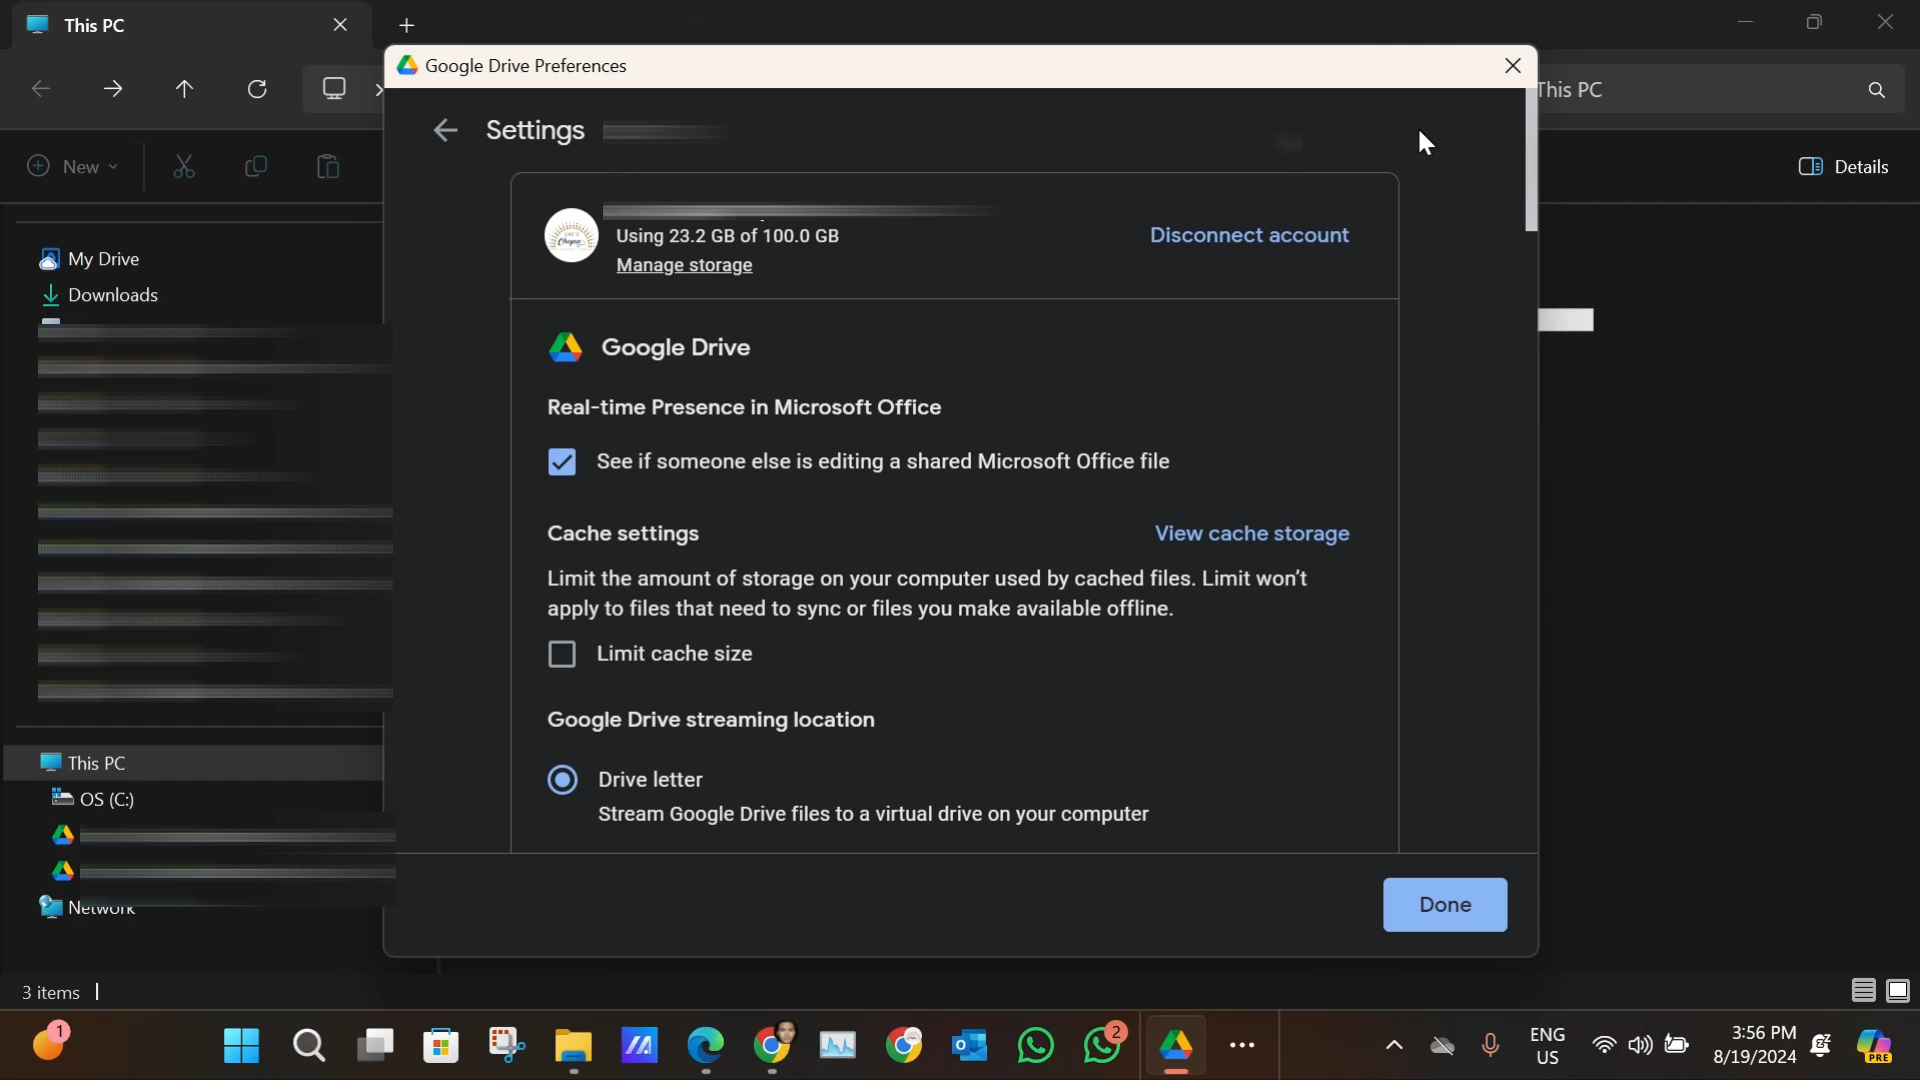 This PC
Google Drive Preferences
This PC
Settings
New
Details
Using 23.2 GB of 100.0 GB
Disconnect account
Manage storage
My Drive
Downloads
Google Drive
Real-time Presence in Microsoft Office
See if someone else is editing a shared Microsoft Office file
Cache settings
View cache storage
Limit the amount of storage on your computer used by cached files. Limit won't
apply to files that need to sync or files you make available offline.
Limit cache size
Google Drive streaming location
This PC
Drive letter
OS (C:)
Stream Google Drive files to a virtual drive on your computer
Network
Done
3 items
1
2
ENG
US
3:56 PM
8/19/2024
PRE